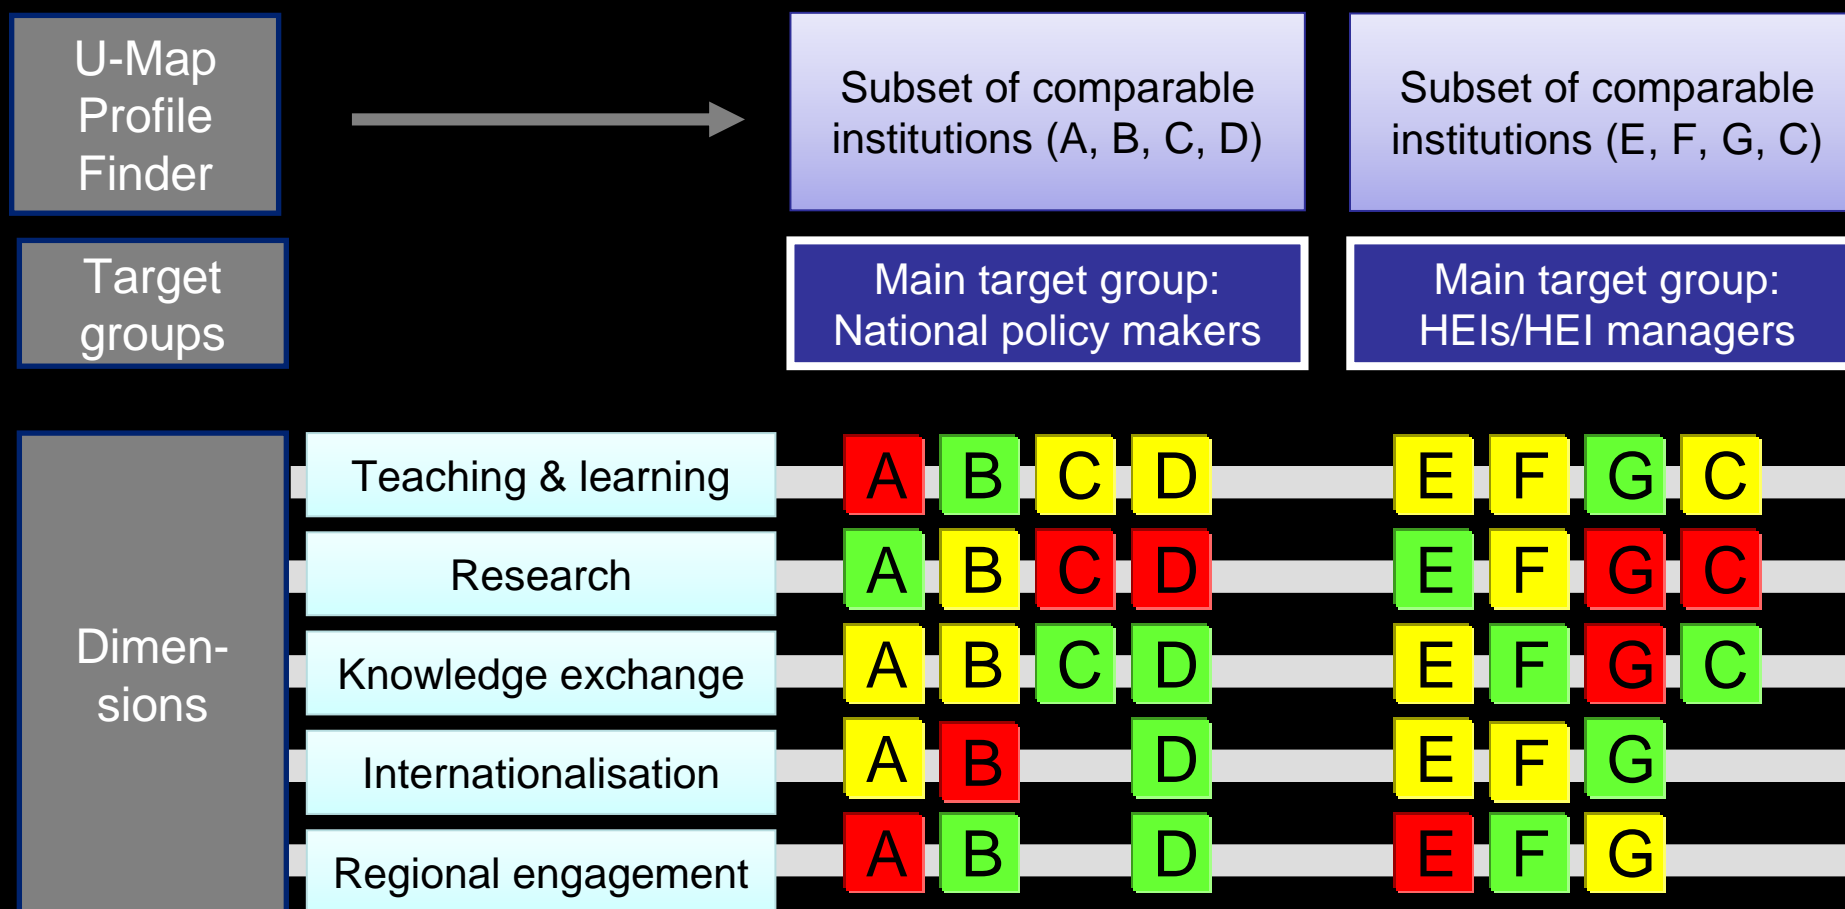 U-Map
Profile
Finder
Subset of comparable
institutions (A, B, C, D)
Subset of comparable
institutions (E, F, G, C)
Target
groups
Main target group:
National policy makers
Main target group:
HEIs/HEI managers
Dimen-
sions
Teaching & learning
A B C D
E F G C
Research
A B C D
E F G C
Knowledge exchange
A B C D
E F G C
Internationalisation
A B D
E F G
Regional engagement
A B D
E F G